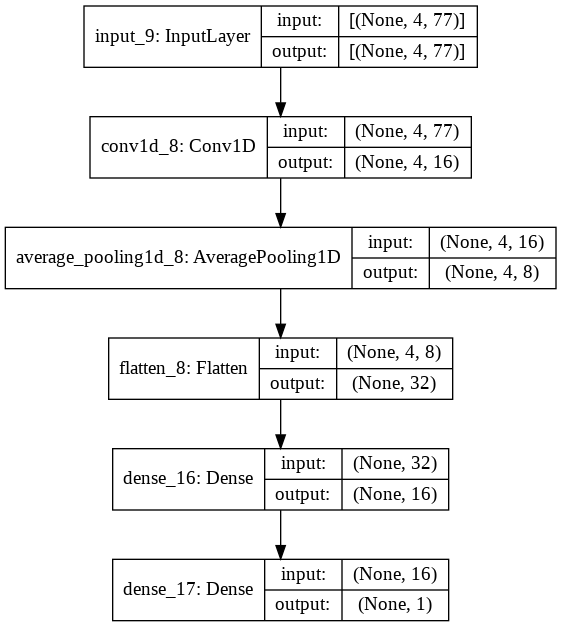 input_9: InputLayer
input: [(None, 4, 77)]
output: [(None, 4, 77)]
conv1d_8: Conv1D
input: (None, 4, 77)
output: (None, 4, 16)
average_pooling1d_8: AveragePooling1D
input: (None, 4, 16)
output: (None, 4, 8)
flatten_8: Flatten
input: (None, 4, 8)
output: (None, 32)
dense_16: Dense
input: (None, 32)
output: (None, 16)
dense_17: Dense
input: (None, 16)
output: (None, 1)